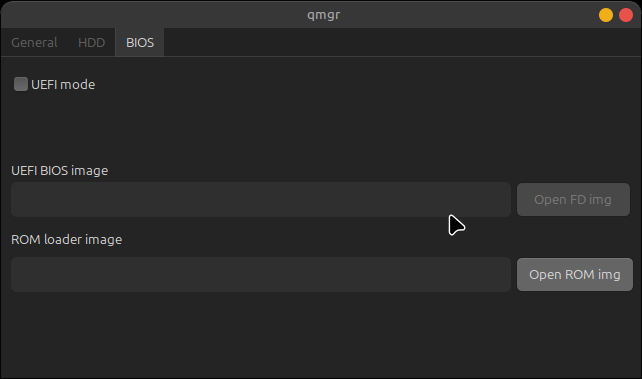 qmgr
General HDD BIOS
UEFI mode
UEFI BIOS image
Open FD img
ROM loader image
Open ROM img